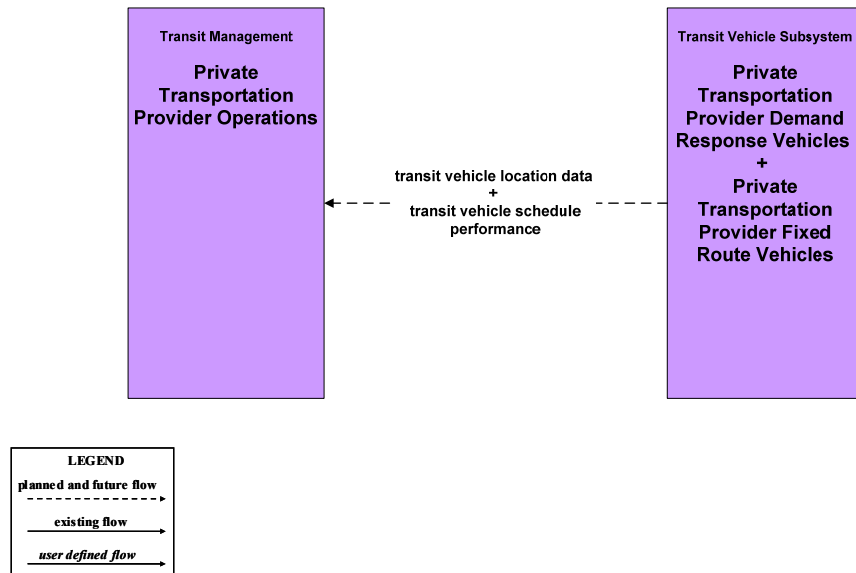 Transit Management
Private
Transportation
Provider Operations
transit vehicle location data
+
transit vehicle schedule
performance
Transit Vehicle Subsystem
Private
Transportation
Provider Demand
Response Vehicles
+
Private
Transportation
Provider Fixed
Route Vehicles
LEGEND
planned and future flow
existing flow
user defined flow